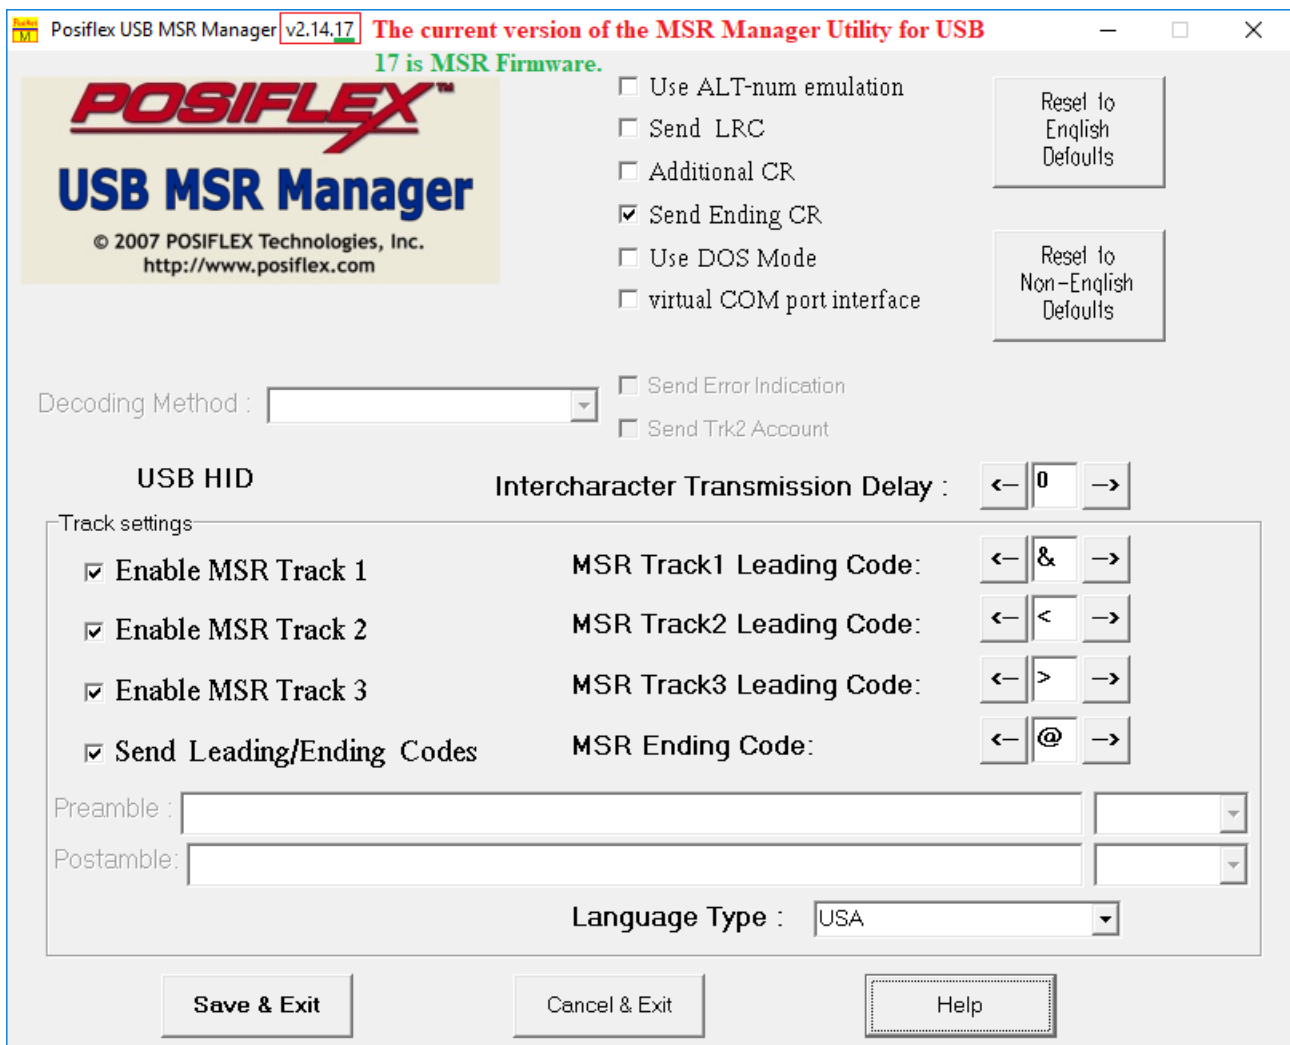 Posiflex USB MSR Manager v2.14.17 The current version of the MSR Manager Utility for USB
17 is MSR Firmware.
POSIFLEX™
USB MSR Manager
© 2007 POSIFLEX Technologies, Inc.
http://www.posiflex.com
Use ALT-num emulation
Send LRC
Additional CR
Send Ending CR
Use DOS Mode
virtual COM port interface
Reset to
English
Defaults
Reset to
Non-English
Defaults
Decoding Method :
Send Error Indication
Send Trk2 Account
USB HID
Intercharacter Transmission Delay : <- 0 ->
Track settings
Enable MSR Track 1
MSR Track1 Leading Code: <- & ->
Enable MSR Track 2
MSR Track2 Leading Code: <- < ->
Enable MSR Track 3
MSR Track3 Leading Code: <- > ->
Send Leading/Ending Codes
MSR Ending Code: <- @ ->
Preamble :
Postamble:
Language Type : USA
Save & Exit
Cancel & Exit
Help